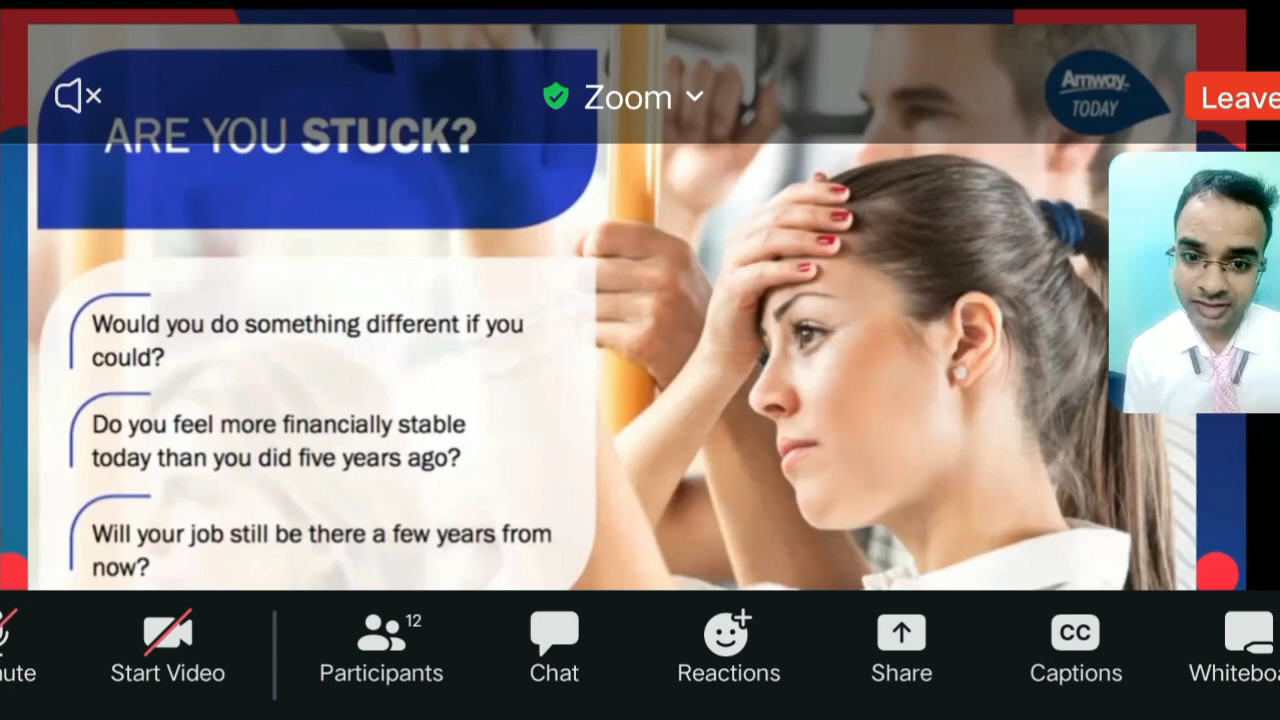 Zoom
Leave
Amway
TODAY
ARE YOU STUCK?
Would you do something different if you
could?
Do you feel more financially stable
today than you did five years ago?
Will your job still be there a few years from
now?
12
ute
Start Video
Participants
Chat
Reactions
Share
CC
Captions
Whiteboa